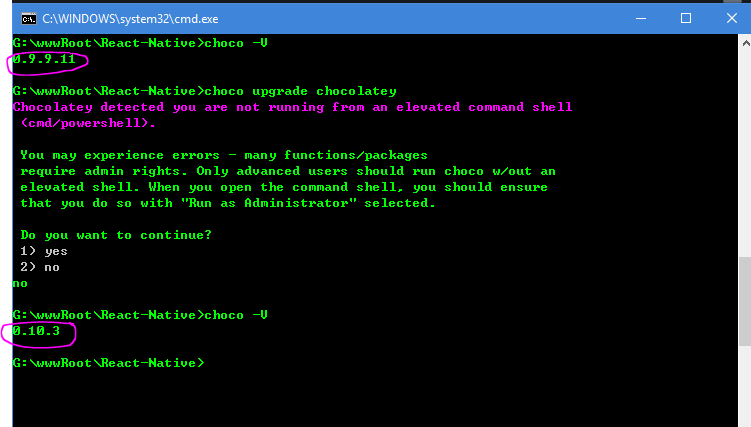 C:\WINDOWS\system32\cmd.exe
G:\wwwRoot\React-Native>choco -V
0.9.9.11
G:\wwwRoot\React-Native>choco upgrade chocolatey
Chocolatey detected you are not running from an elevated command shell
<cmd/powershell>.
You may experience errors - many functions/packages
require admin rights. Only advanced users should run choco w/out an
elevated shell. When you open the command shell, you should ensure
that you do so with "Run as Administrator" selected.
Do you want to continue?
1) yes
2) no
no
G:\wwwRoot\React-Native>choco -V
0.10.3
G:\wwwRoot\React-Native>